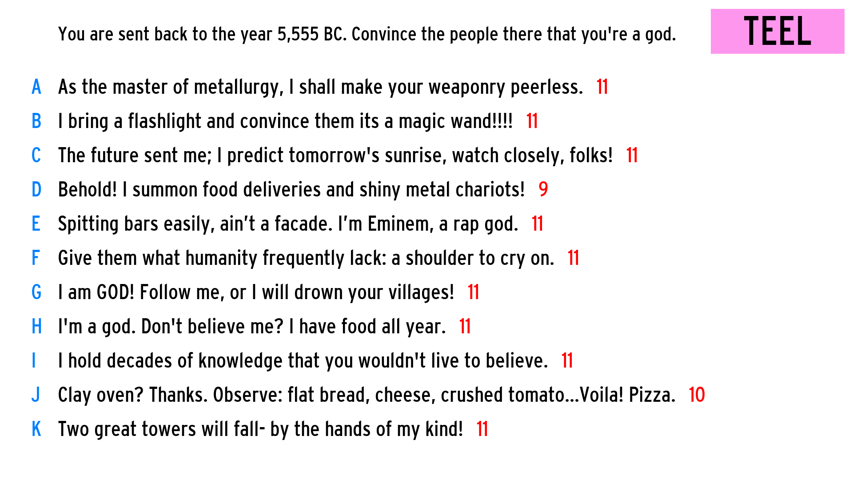 You are sent back to the year 5,555 BC. Convince the people there that you're a god.
TEEL
A As the master of metallurgy, I shall make your weaponry peerless. 11
B I bring a flashlight and convince them its a magic wand!!!! 11
C The future sent me; I predict tomorrow's sunrise, watch closely, folks! 11
D Behold! I summon food deliveries and shiny metal chariots! 9
E Spitting bars easily, ain’t a facade. I’m Eminem, a rap god. 11
F Give them what humanity frequently lack: a shoulder to cry on. 11
G I am GOD! Follow me, or I will drown your villages! 11
H I'm a god. Don't believe me? I have food all year. 11
I I hold decades of knowledge that you wouldn't live to believe. 11
J Clay oven? Thanks. Observe: flat bread, cheese, crushed tomato...Voila! Pizza. 10
K Two great towers will fall- by the hands of my kind! 11